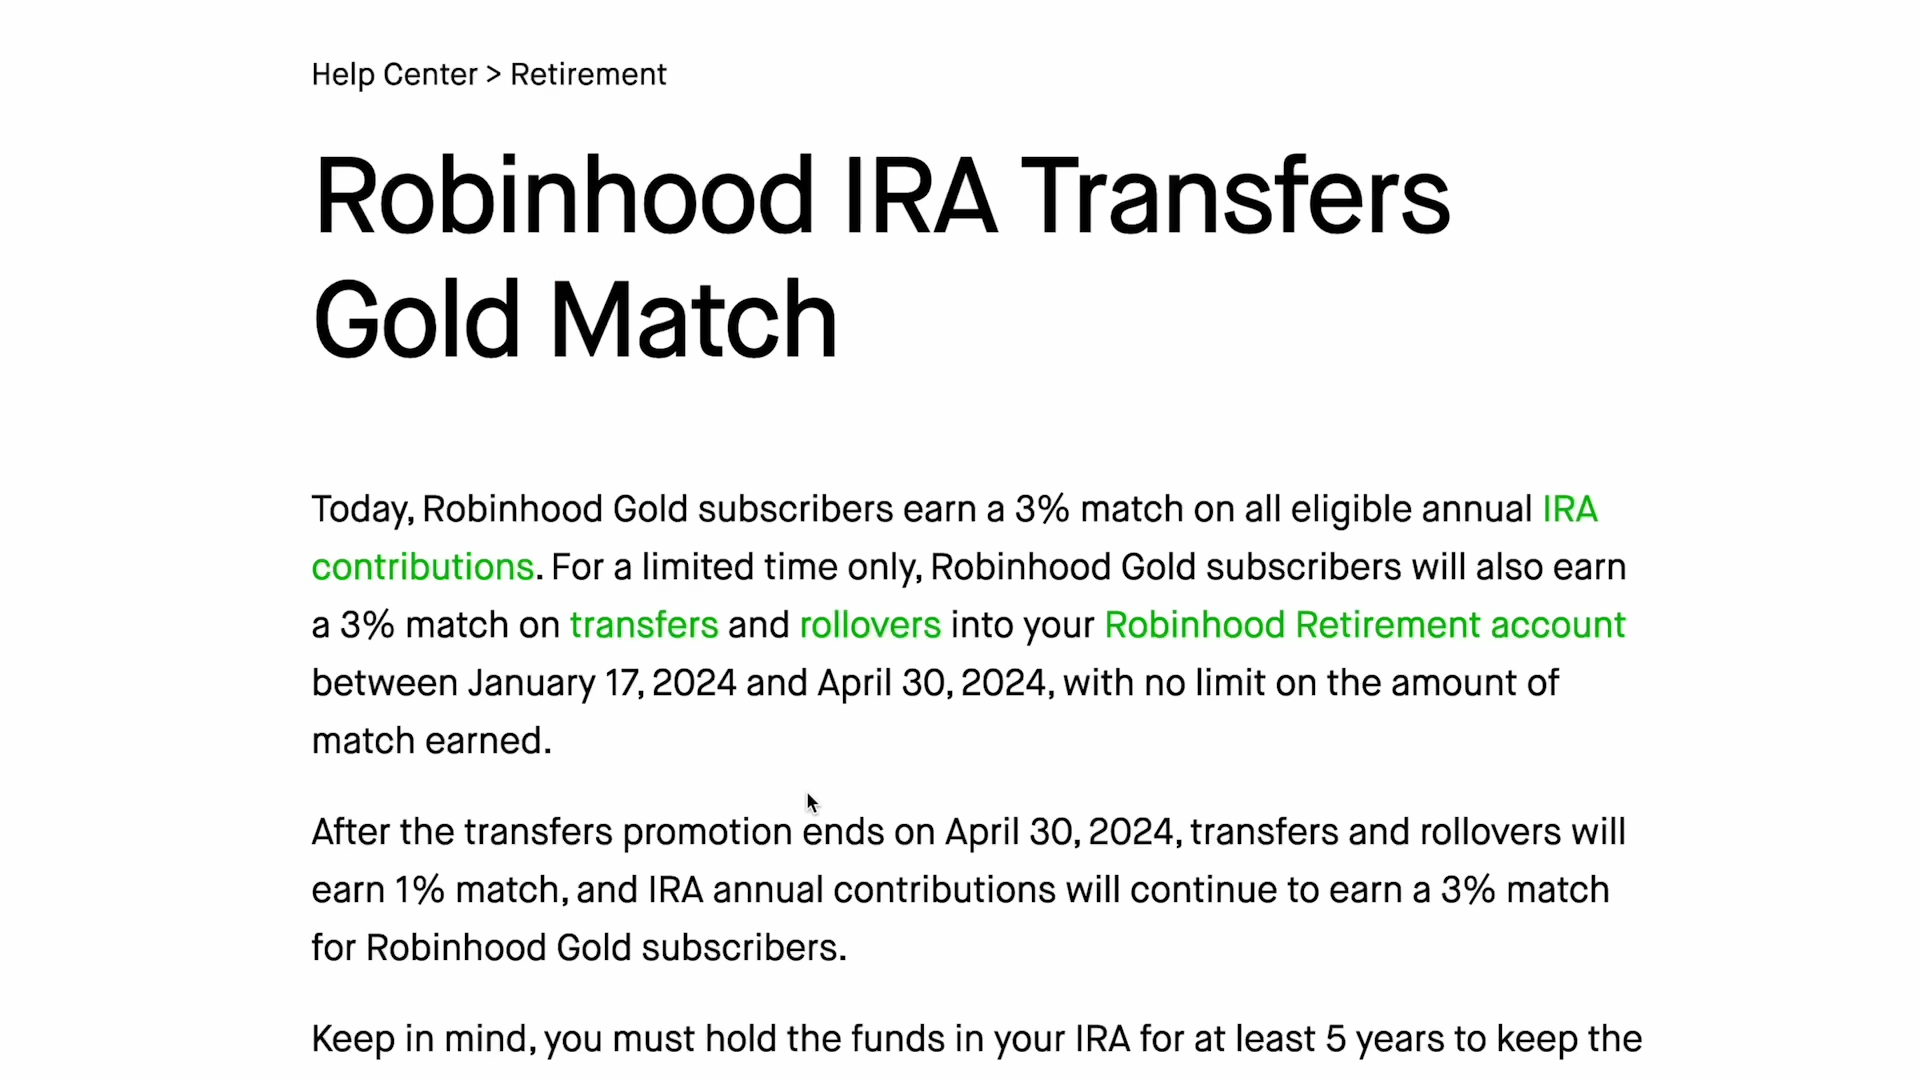 Help Center > Retirement
Robinhood IRA Transfers
Gold Match
Today, Robinhood Gold subscribers earn a 3% match on all eligible annual IRA
contributions. For a limited time only, Robinhood Gold subscribers will also earn
a 3% match on transfers and rollovers into your Robinhood Retirement account
between January 17, 2024 and April 30, 2024, with no limit on the amount of
match earned.
After the transfers promotion ends on April 30, 2024, transfers and rollovers will
earn 1% match, and IRA annual contributions will continue to earn a 3% match
for Robinhood Gold subscribers.
Keep in mind, you must hold the funds in your IRA for at least 5 years to keep the